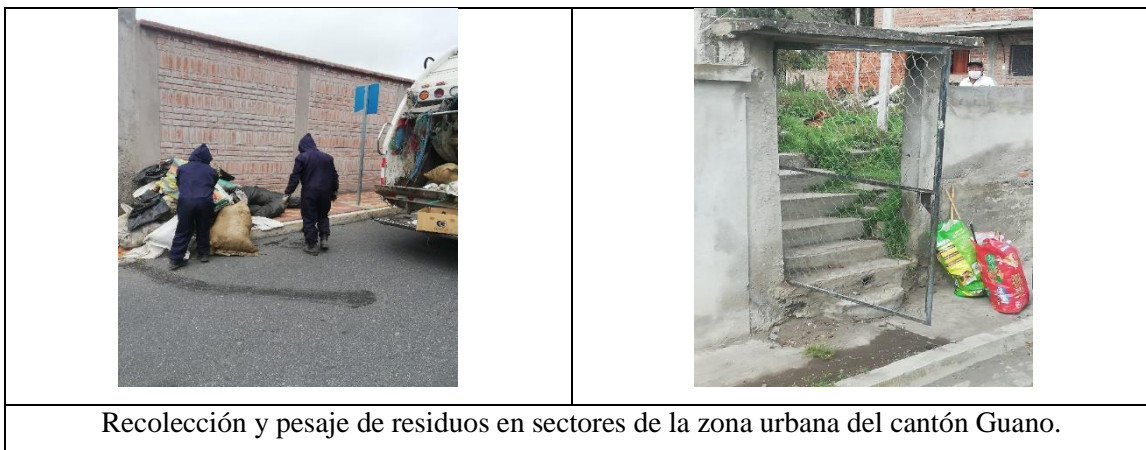 Recolección y pesaje de residuos en sectores de la zona urbana del cantón Guano.